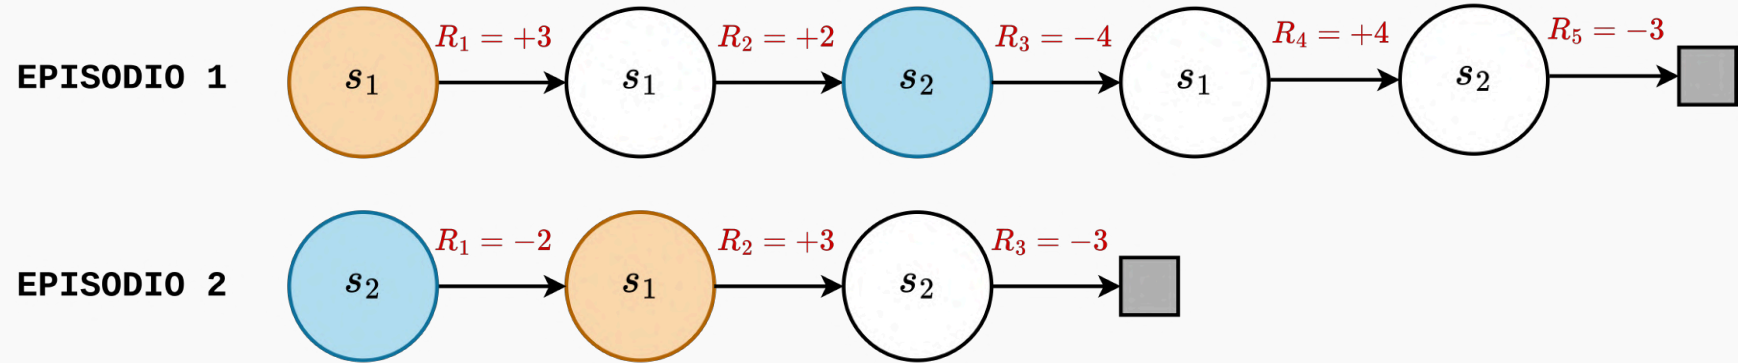 R₁ = +3 R₂ = +2 R₃ = −4 R₄ = +4 R₅ = −3
EPISODIO 1 s₁ s₁ s₂ s₁ s₂
R₁ = −2 R₂ = +3 R₃ = −3
EPISODIO 2 s₂ s₁ s₂